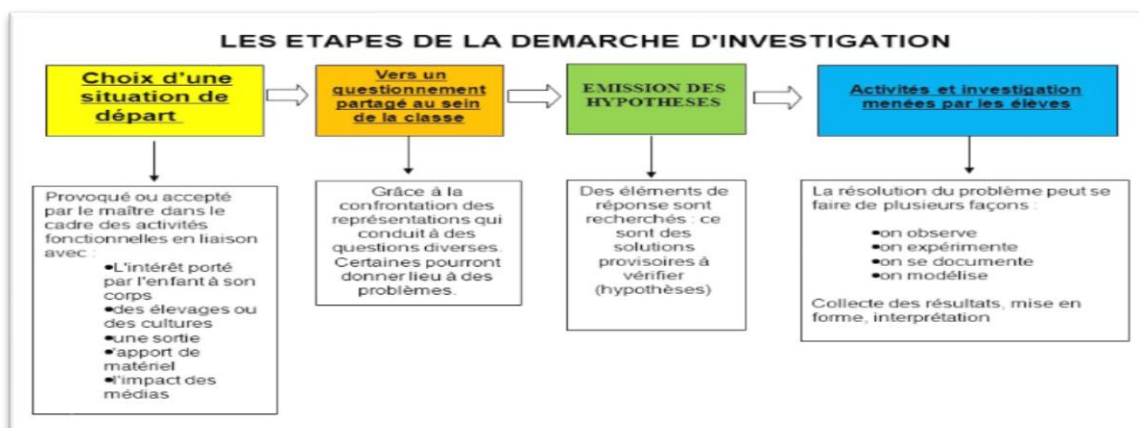 LES ETAPES DE LA DEMARCHE D'INVESTIGATION
Choix d'une
situation de
départ
Vers un
questionnement
partagé au sein
de la classe
EMISSION DES
HYPOTHESES
Activités et investigation
menées par les élèves
Provoqué ou accepté
par le maître dans le
cadre des activités
fonctionnelles en liaison
avec :
•L'intérêt porté
par l'enfant à son
corps
•des élevages ou
des cultures
•une sortie
•'apport de
matériel
•l'impact des
médias
Grâce à la
confrontation des
représentations qui
conduit à des
questions diverses.
Certaines pourront
donner lieu à des
problèmes.
Des éléments de
réponse sont
recherchés : ce
sont des
solutions
provisoires à
vérifier
(hypothèses)
La résolution du problème peut se
faire de plusieurs façons :
•on observe
•on expérimente
•on se documente
•on modélise
Collecte des résultats, mise en
forme, interprétation